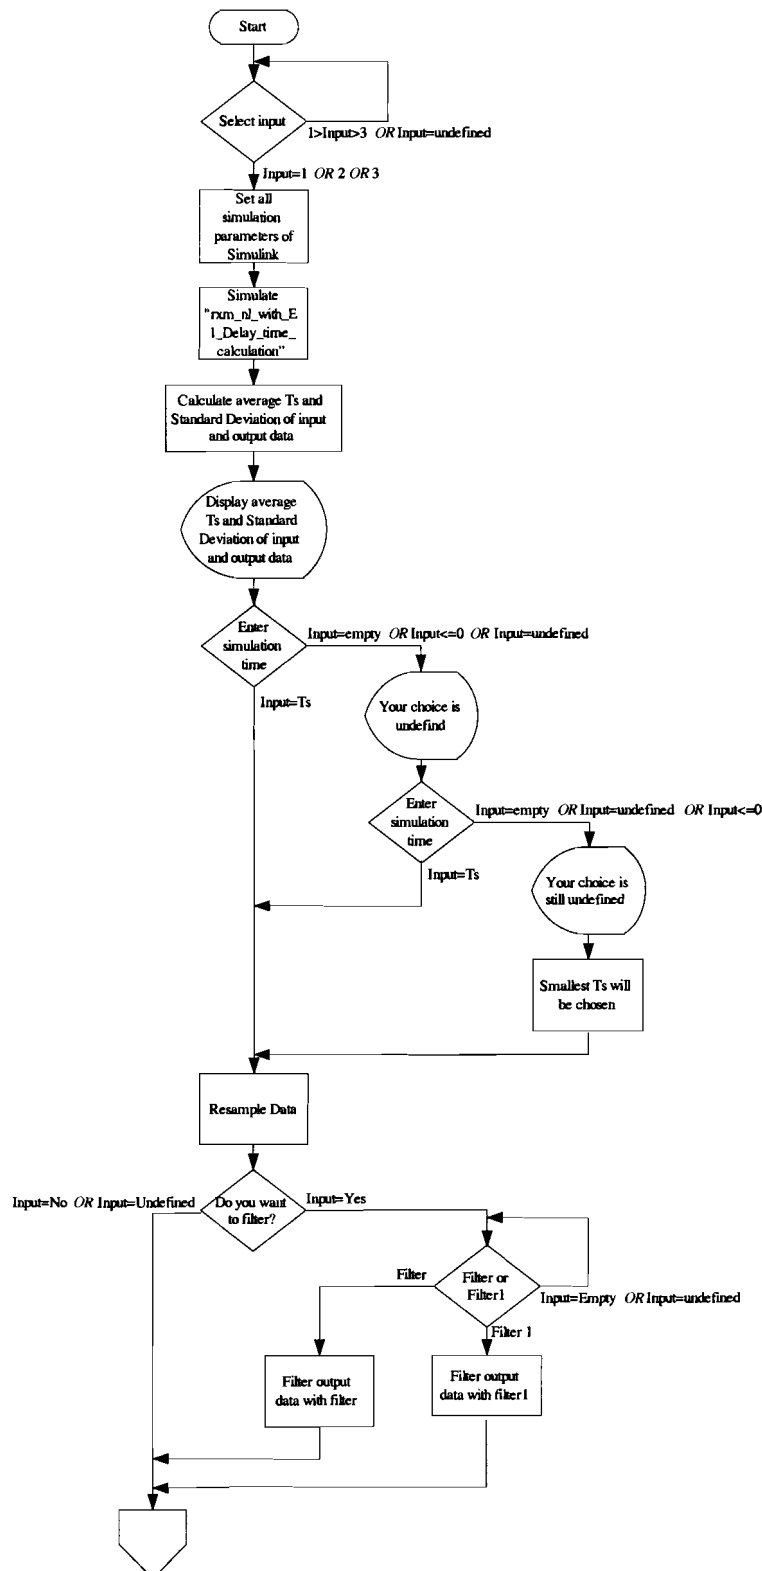 Start
Select input
1>Input>3 OR Input=undefined
Input=1 OR 2 OR 3
Set all
simulation
parameters of
Simulink
Simulate
"rxm_nl_with_E
1_Delay_time_
calculation"
Calculate average Ts and
Standard Deviation of input
and output data
Display average
Ts and Standard
Deviation of input
and output data
Enter
simulation
time
Input=empty OR Input<=0 OR Input=undefined
Input=Ts
Your choice is
undefind
Enter
simulation
time
Input=empty OR Input=undefined OR Input<=0
Input=Ts
Your choice is
still undefined
Smallest Ts will
be chosen
Resample Data
Input=No OR Input=Undefined
Do you want
to filter?
Input=Yes
Filter
Filter or
Filter1
Input=Empty OR Input=undefined
Filter 1
Filter output
data with filter
Filter output
data with filter1